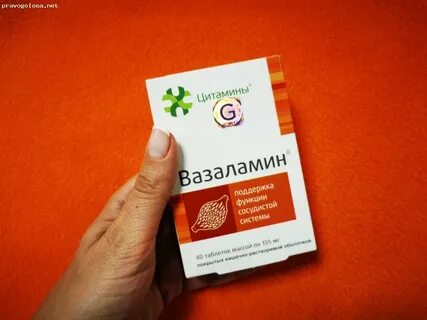 pravogolosa.net
Цитамины®
G
Вазаламин®
поддержка
функции
сосудистой
системы
40 таблеток массой по 155 мг
покрытых кишечно-растворимой оболочкой